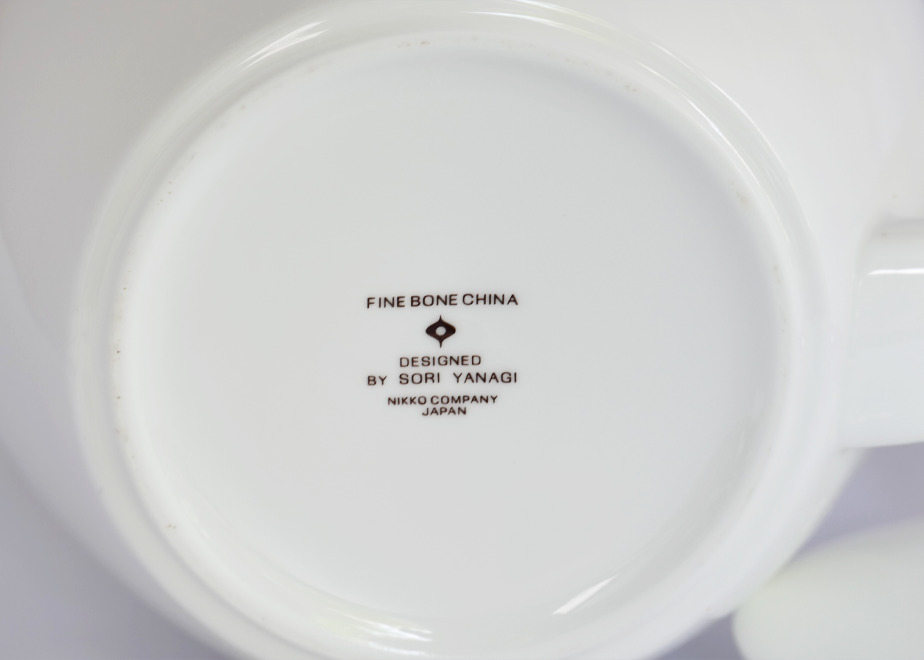 FINE BONE CHINA
DESIGNED
BY SORI YANAGI
NIKKO COMPANY
JAPAN